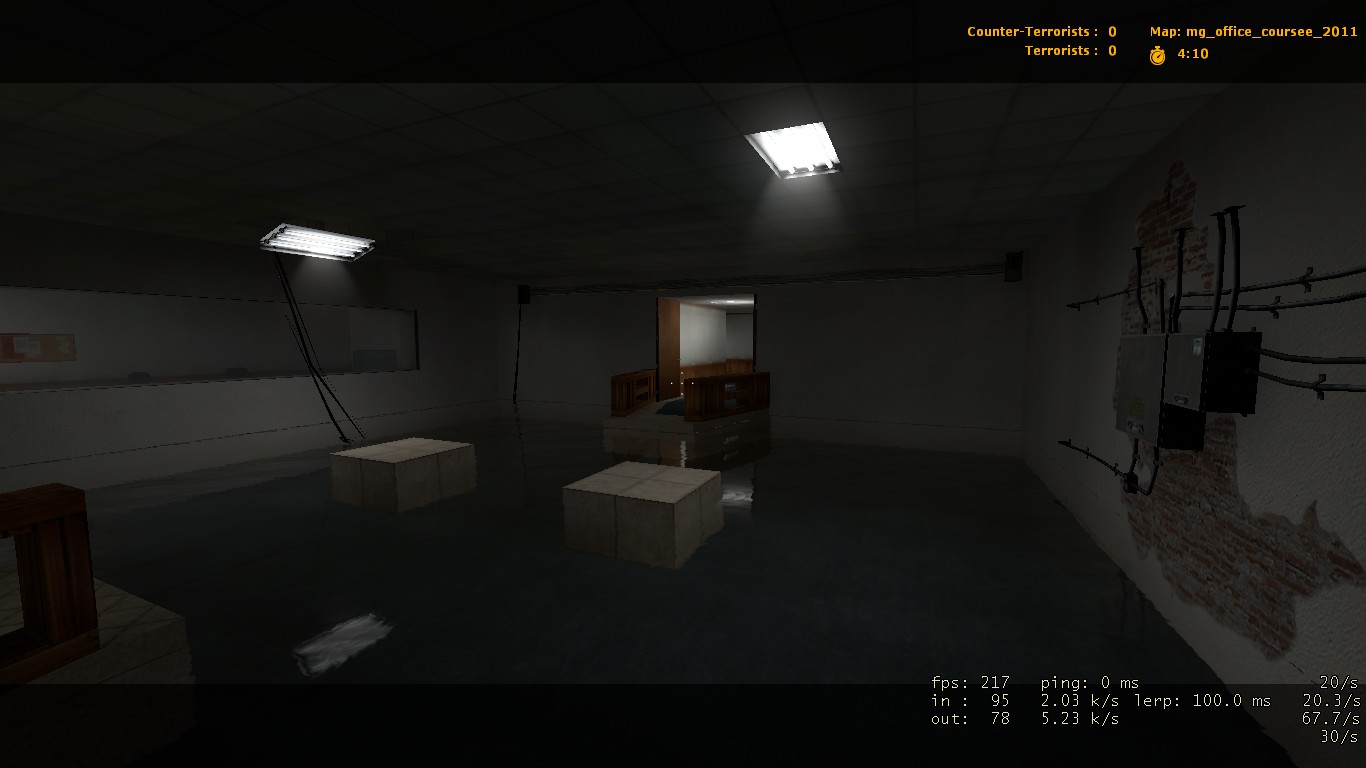 Counter-Terrorists : 0 Map: mg_office_coursee_2011
Terrorists : 0 4:10
fps: 217 ping: 0 ms 20/s
in : 95 2.03 k/s lerp: 100.0 ms 20.3/s
out: 78 5.23 k/s 67.7/s
30/s